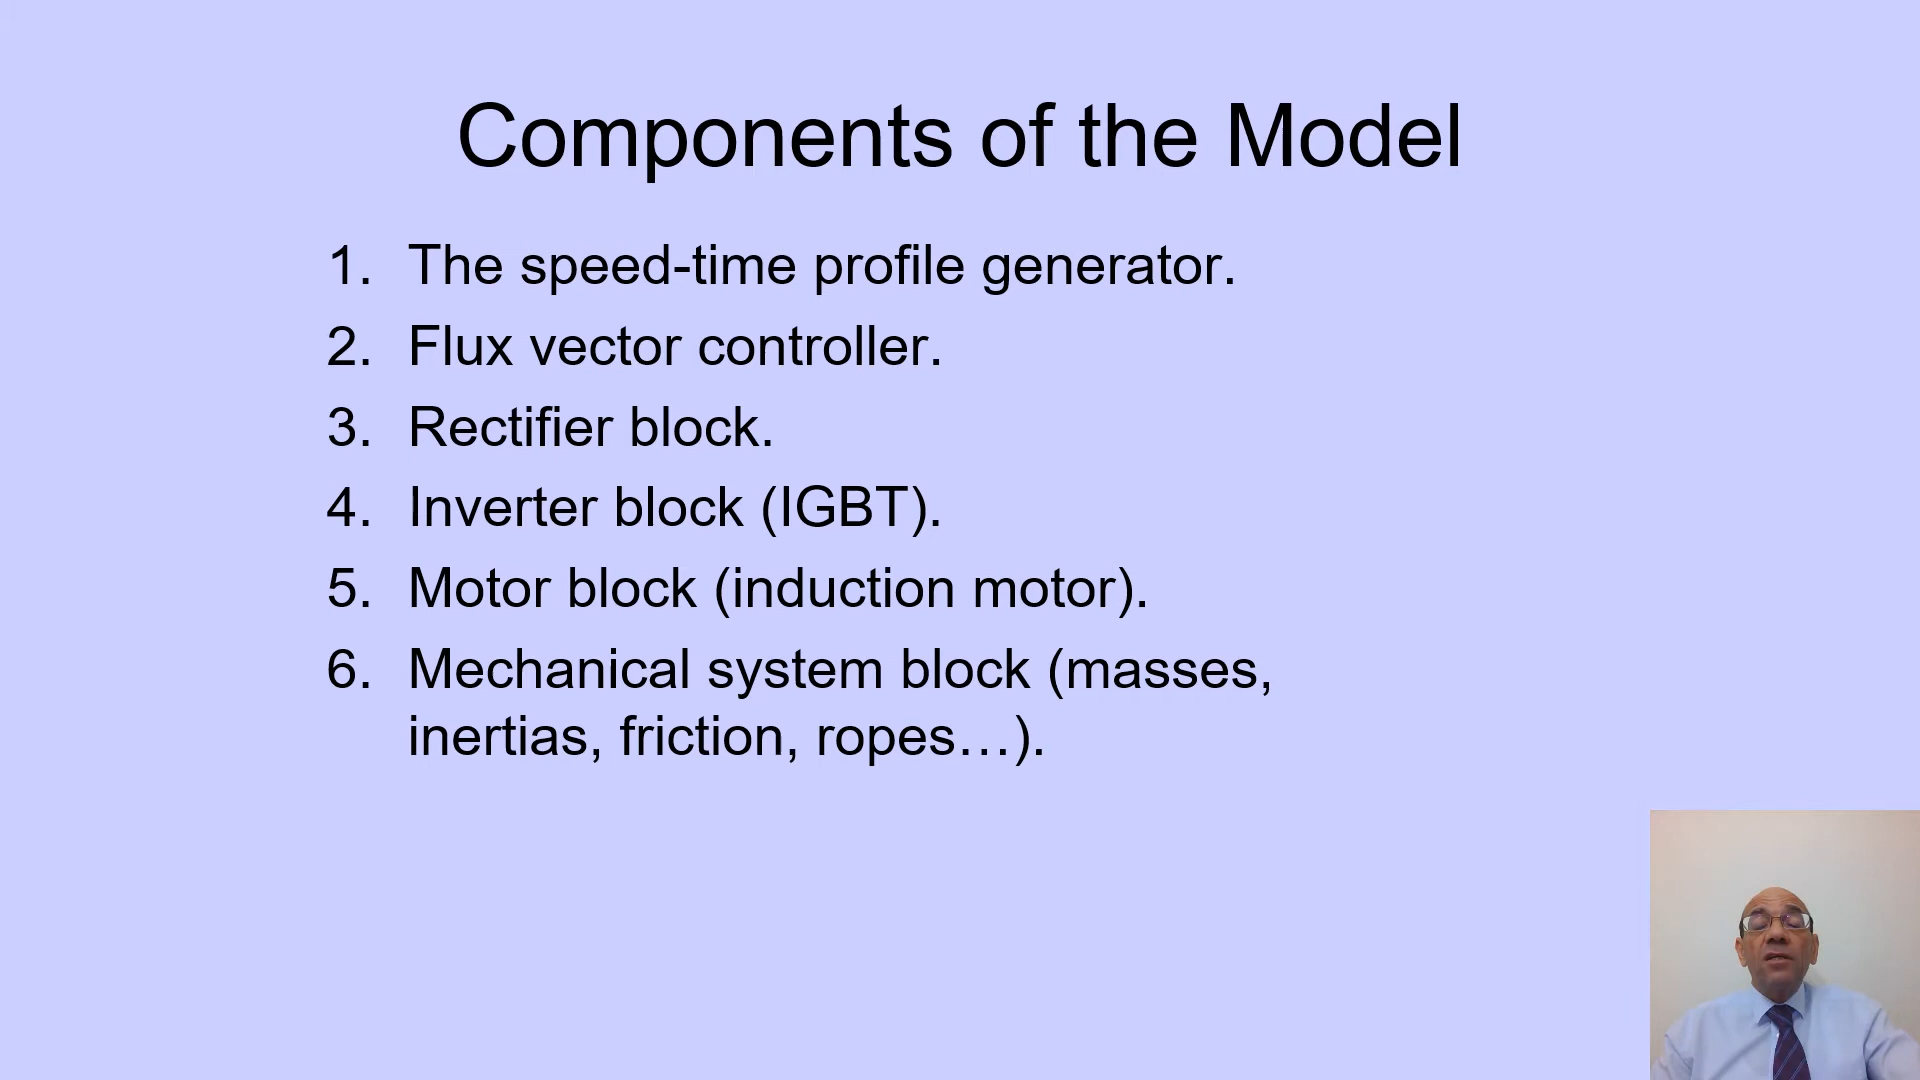 Components of the Model
1. The speed-time profile generator.
2. Flux vector controller.
3. Rectifier block.
4. Inverter block (IGBT).
5. Motor block (induction motor).
6. Mechanical system block (masses,
inertias, friction, ropes…).